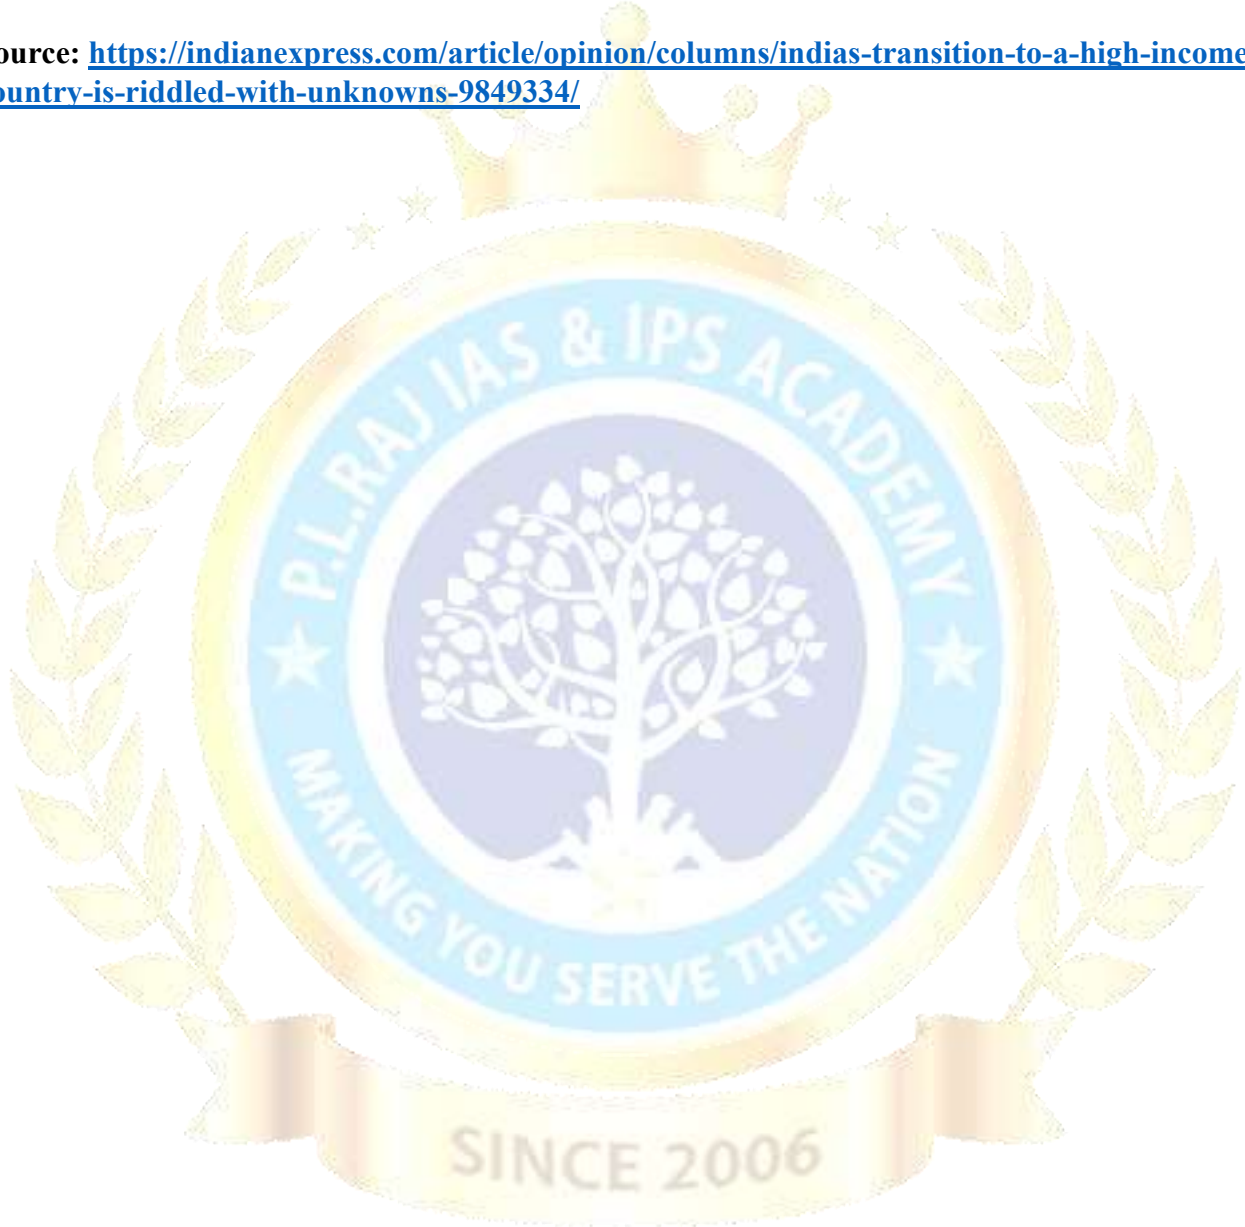 ource: https://indianexpress.com/article/opinion/columns/indias-transition-to-a-high-income
ountry-is-riddled-with-unknowns-9849334/
P.L.RAJ IAS & IPS ACADEMY
MAKING YOU SERVE THE NATION
SINCE 2006